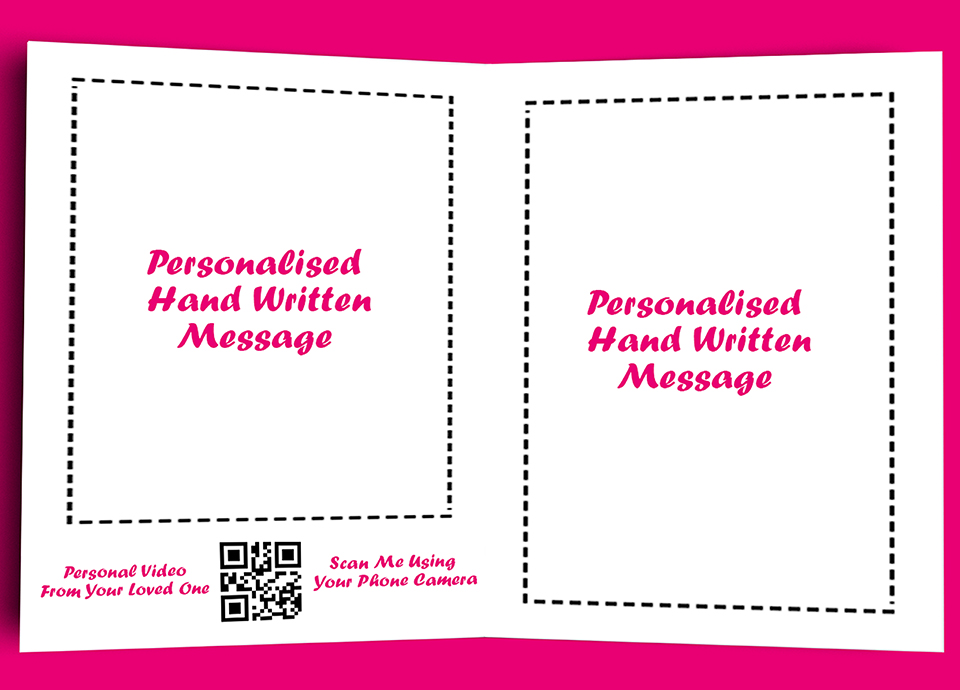 Personalised
Hand Written
Message
Personal Video
From Your Loved One
Scan Me Using
Your Phone Camera
Personalised
Hand Written
Message